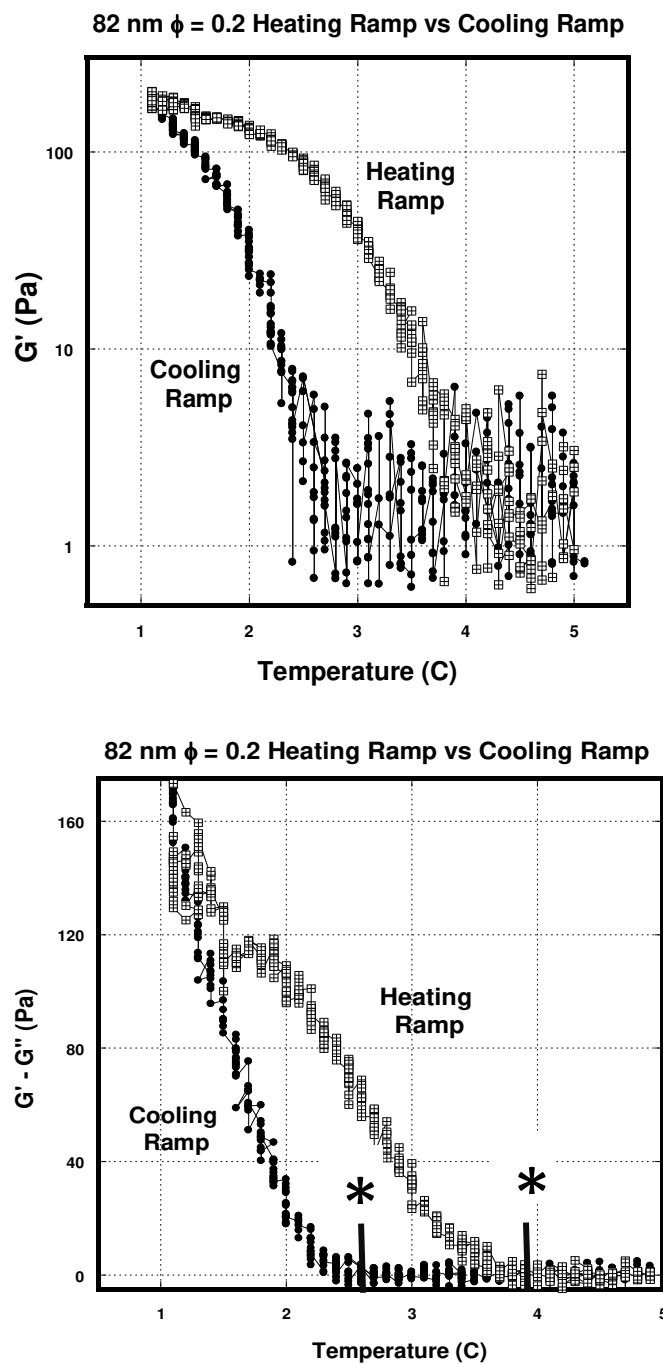 82 nm ϕ = 0.2 Heating Ramp vs Cooling Ramp
100
10
1
G' (Pa)
Heating
Ramp
Cooling
Ramp
1 2 3 4 5
Temperature (C)
82 nm ϕ = 0.2 Heating Ramp vs Cooling Ramp
160
120
80
40
0
G' - G" (Pa)
Heating
Ramp
Cooling
Ramp
* *
1 2 3 4 5
Temperature (C)